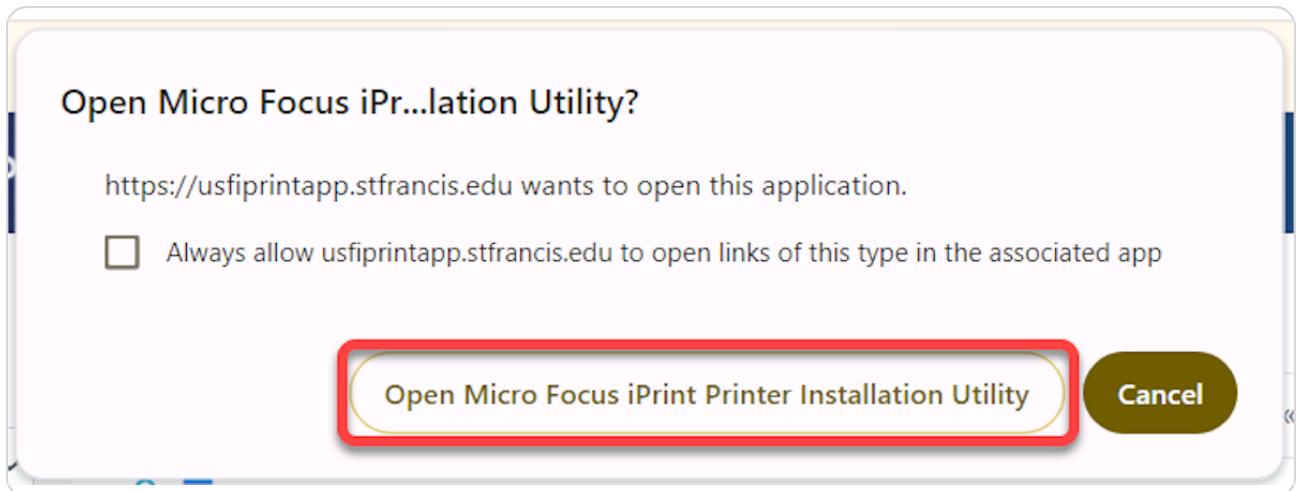 Open Micro Focus iPr...lation Utility?
https://usfiprintapp.stfrancis.edu wants to open this application.
Always allow usfiprintapp.stfrancis.edu to open links of this type in the associated app
Open Micro Focus iPrint Printer Installation Utility
Cancel